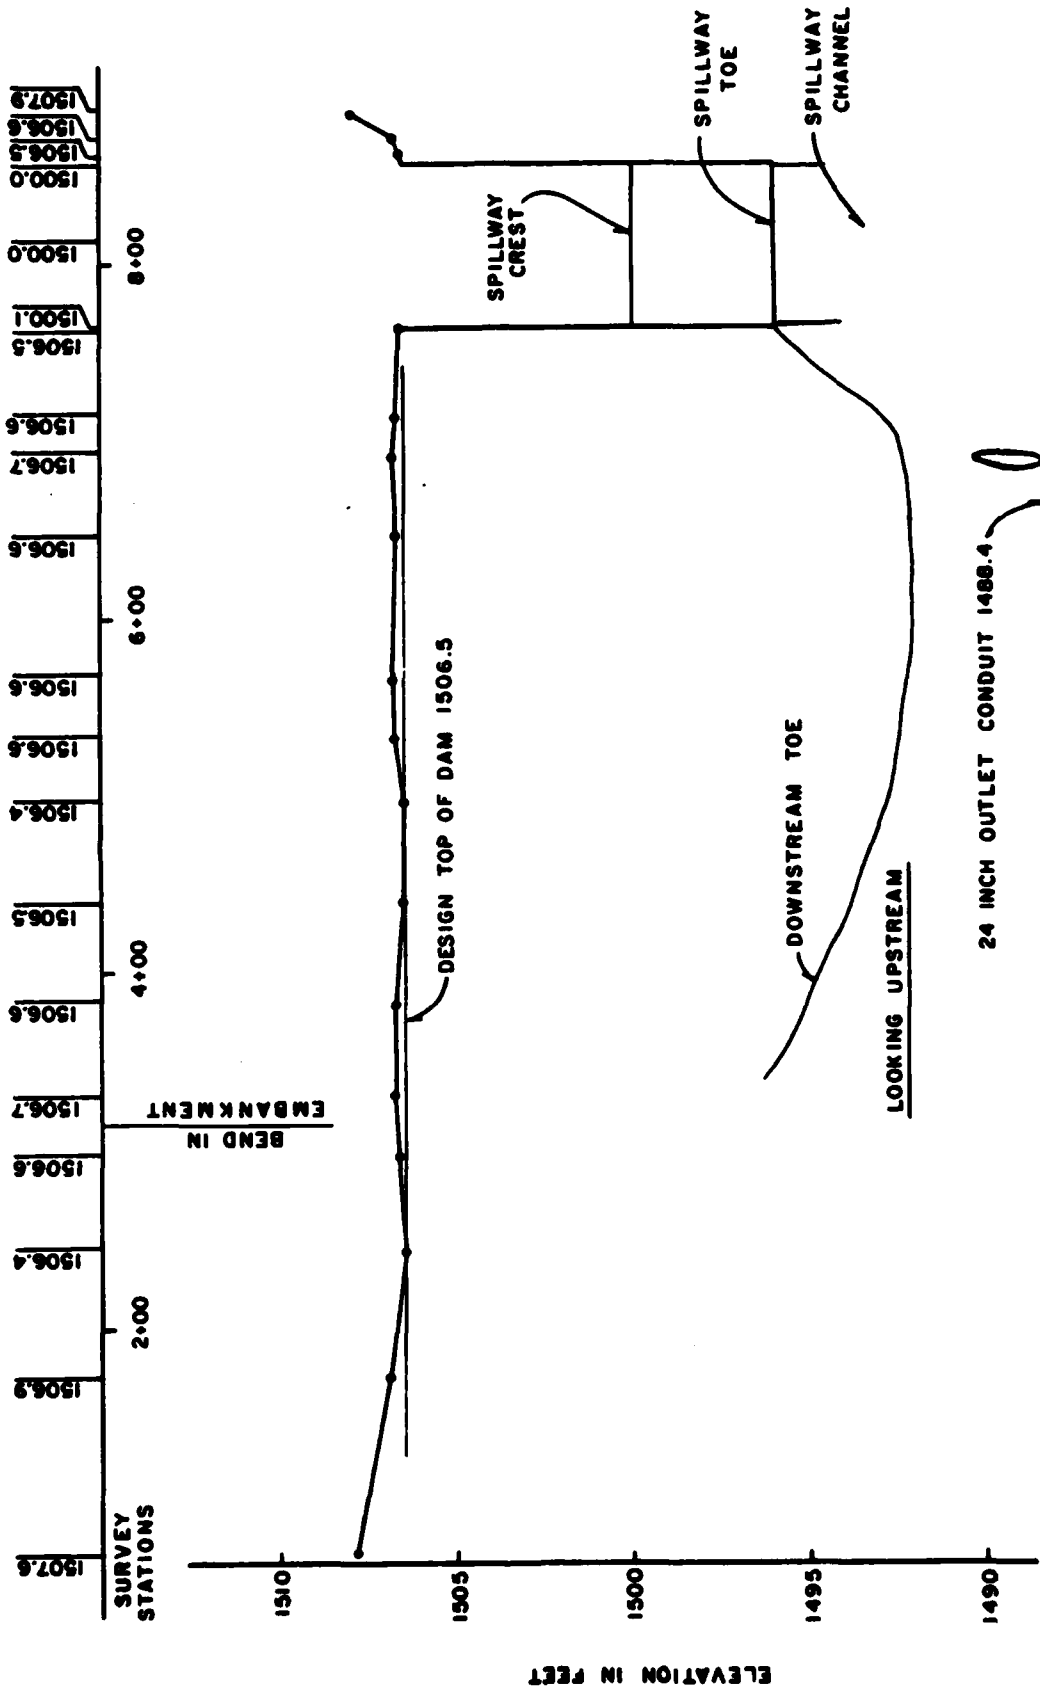 1507.6
1506.9
1506.4
1506.6
1506.7
1506.6
1506.5
1506.4
1506.6
1506.6
1506.6
1506.7
1506.6
1506.5
1500.1
1500.0
1500.0
1506.5
1506.6
1507.9
SURVEY
STATIONS
2+00
4+00
6+00
8+00
BEND IN
EMBANKMENT
ELEVATION IN FEET
1510
1505
1500
1495
1490
DESIGN TOP OF DAM 1506.5
SPILLWAY
CREST
SPILLWAY
TOE
SPILLWAY
CHANNEL
DOWNSTREAM TOE
LOOKING UPSTREAM
24 INCH OUTLET CONDUIT 1488.4